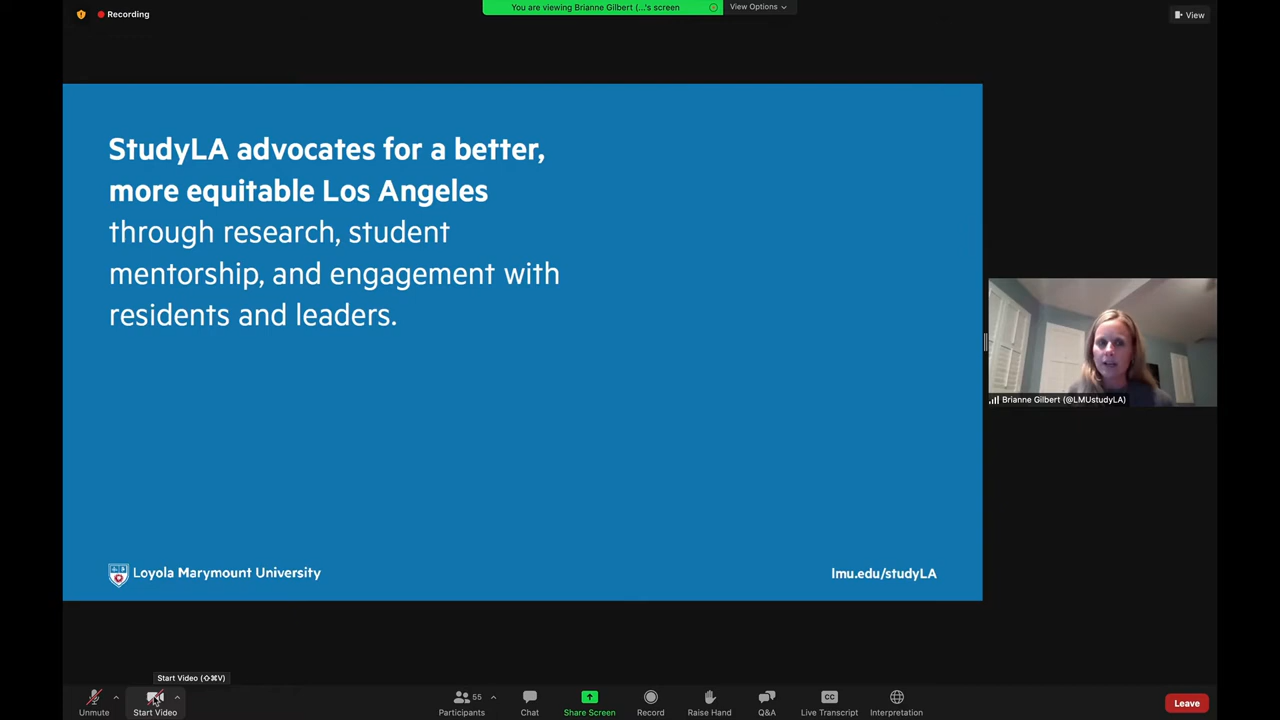 Recording
You are viewing Brianne Gilbert (...'s screen
View Options
View
StudyLA advocates for a better,
more equitable Los Angeles
through research, student
mentorship, and engagement with
residents and leaders.
Brianne Gilbert (@LMUstudyLA)
Loyola Marymount University
lmu.edu/studyLA
Start Video (⇧⌘V)
Unmute
Start Video
55
Participants
Chat
Share Screen
Record
Raise Hand
Q&A
CC
Live Transcript
Interpretation
Leave